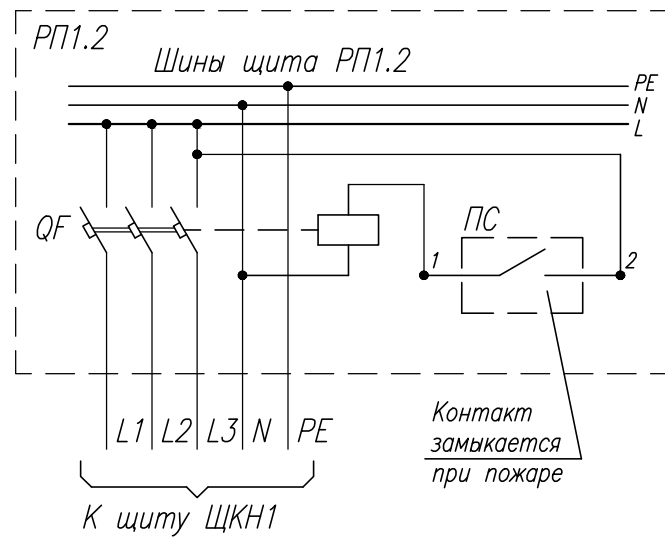 РП1.2
Шины щита РП1.2
PE
N
L
QF
ПС
1
2
L1 L2 L3 N PE
Контакт
замыкается
при пожаре
К щиту ЩКН1